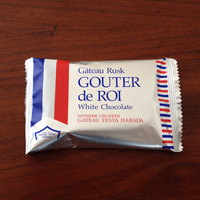 Gâteau Rusk
GOUTER
de ROI
White Chocolate
PATISSERIE CREATIONS
GATEAU FESTA HARADA